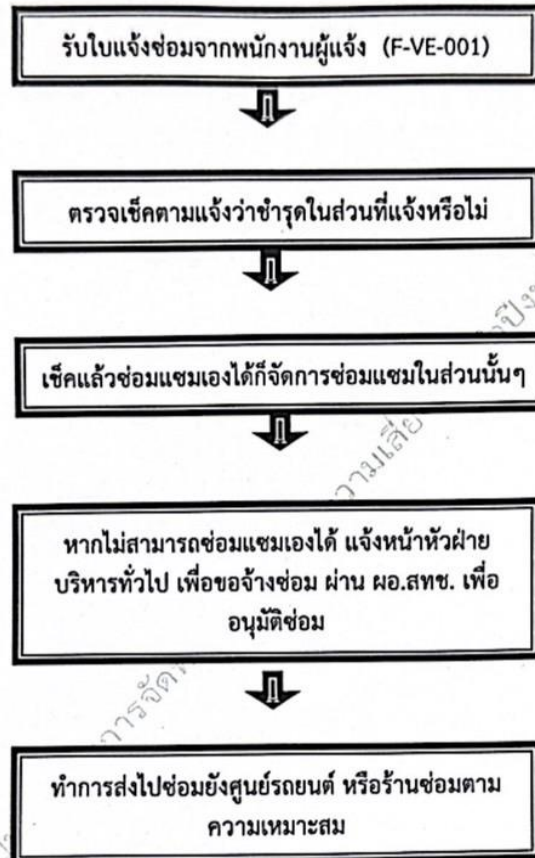 รับใบแจ้งซ่อมจากพนักงานผู้แจ้ง (F-VE-001)
ตรวจเช็คตามแจ้งว่าชำรุดในส่วนที่แจ้งหรือไม่
เช็คแล้วซ่อมแซมเองได้ก็จัดการซ่อมแซมในส่วนนั้นๆ
หากไม่สามารถซ่อมแซมเองได้ แจ้งหน้าหัวฝ่าย
บริหารทั่วไป เพื่อขอจ้างซ่อม ผ่าน ผอ.สทช. เพื่อ
อนุมัติซ่อม
ทำการส่งไปซ่อมยังศูนย์รถยนต์ หรือร้านซ่อมตาม
ความเหมาะสม